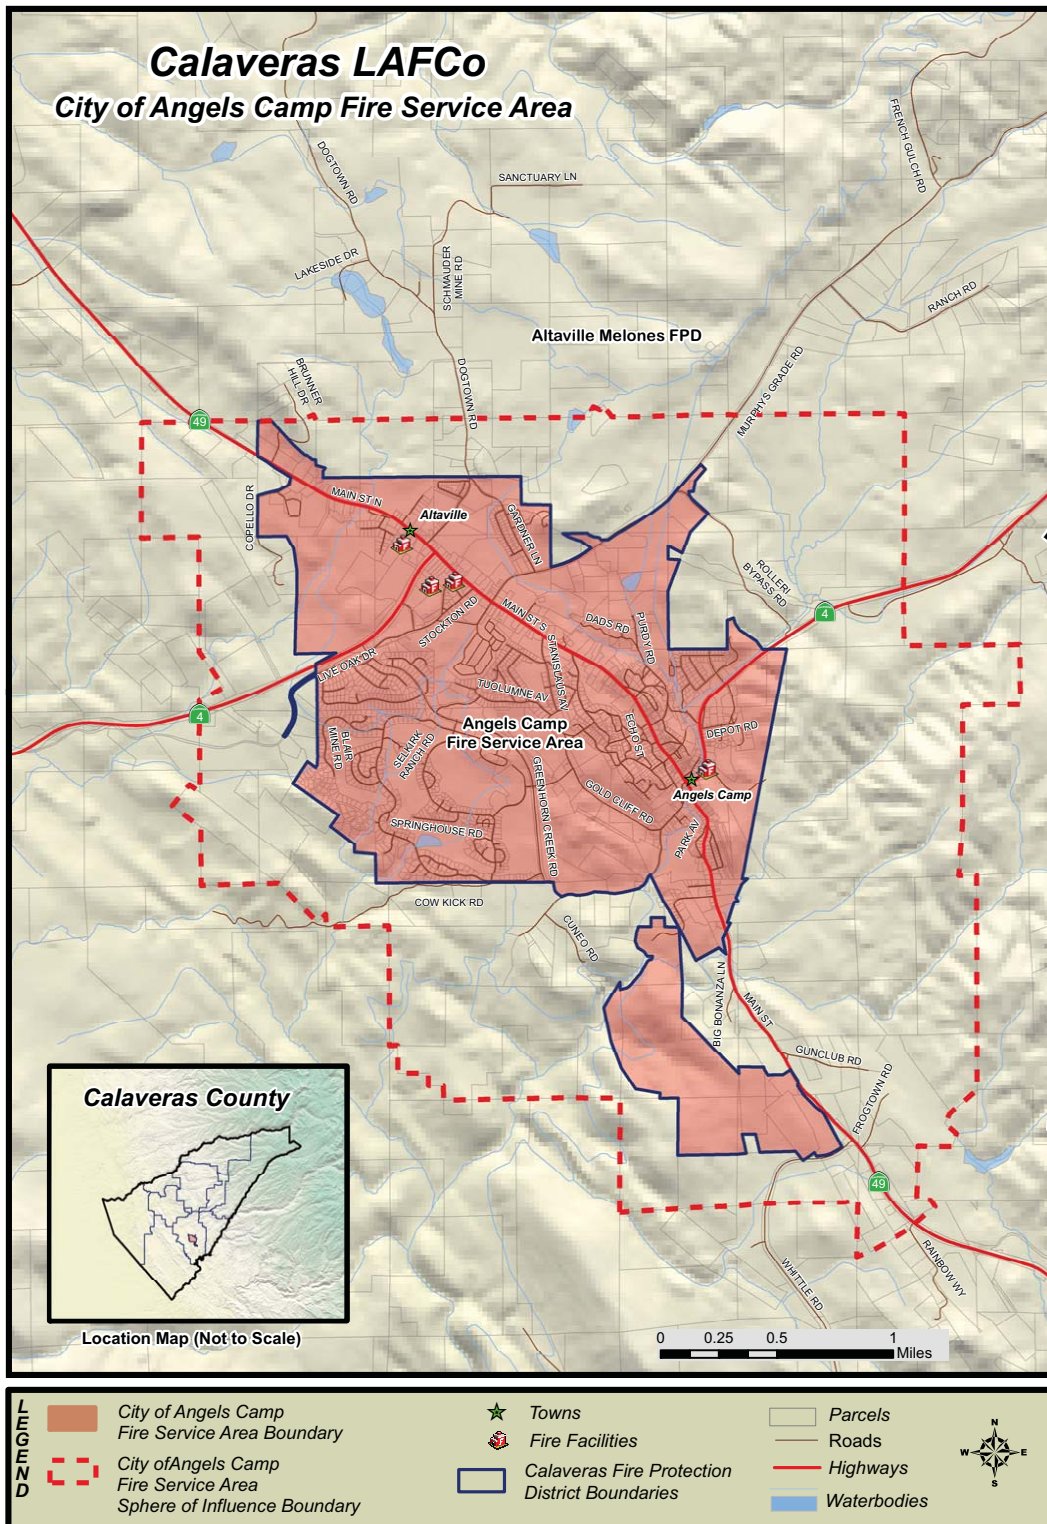 Calaveras LAFCo
City of Angels Camp Fire Service Area
FRENCH GULCH RD
DOGTOWN RD
SANCTUARY LN
LAKESIDE DR
SCHMAUDER
MINE RD
RANCH RD
Altaville Melones FPD
MURPHYS GRADE RD
BRUNNER
HILL DR
DOGTOWN RD
49
MAIN ST N
Altaville
COPELLO DR
GARDNER LN
ROLLERI
BYPASS RD
4
STOCKTON RD
MAIN ST S
DADS RD
PURDY RD
STANISLAUS AV
LIVE OAK DR
TUOLUMNE AV
4
Angels Camp
Fire Service Area
ECHO ST
DEPOT RD
BLAIR
MINE RD
SELKIRK
RANCH RD
GREENHORN CREEK RD
GOLD CLIFF RD
Angels Camp
SPRINGHOUSE RD
PARK AV
COW KICK RD
CUNEO RD
BIG BONANZA LN
MAIN ST
GUNCLUB RD
FROGTOWN RD
49
RAINBOW WY
WHITTLE RD
Calaveras County
Location Map (Not to Scale)
0 0.25 0.5 1
Miles
LEGEND
City of Angels Camp
Fire Service Area Boundary
City ofAngels Camp
Fire Service Area
Sphere of Influence Boundary
Towns
F
Fire Facilities
Calaveras Fire Protection
District Boundaries
Parcels
Roads
Highways
Waterbodies
N
W E
S